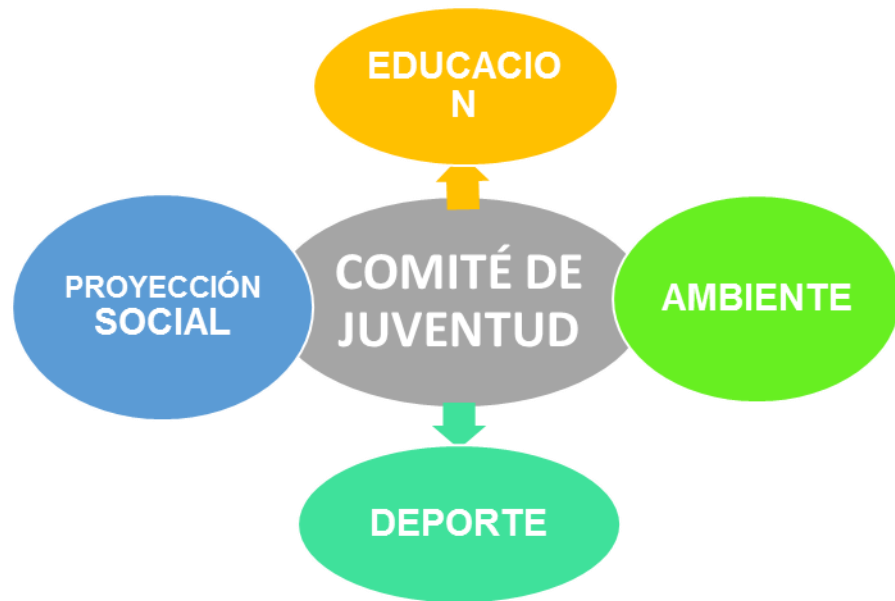 EDUCACIO
N
PROYECCIÓN
SOCIAL
COMITÉ DE
JUVENTUD
AMBIENTE
DEPORTE